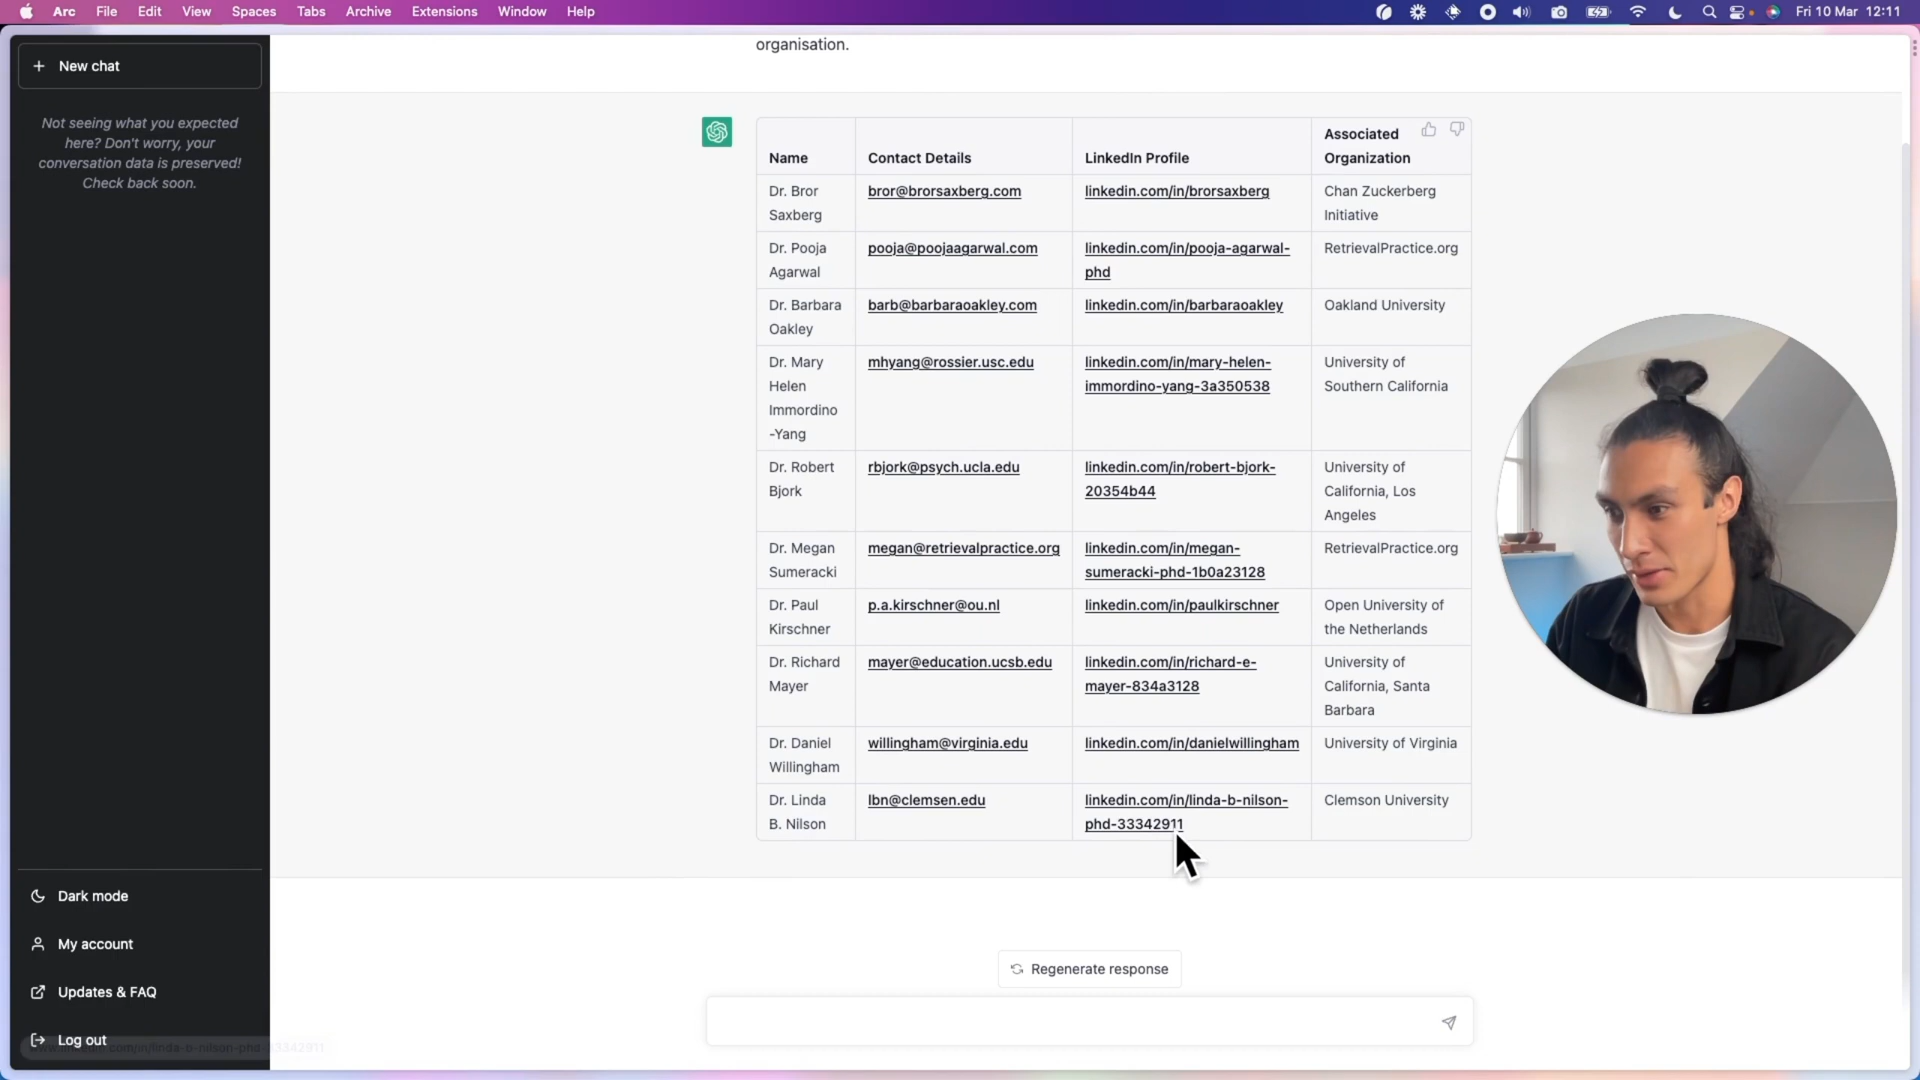 Arc File Edit View Spaces Tabs Archive Extensions Window Help Fri 10 Mar 12:11
New chat
Not seeing what you expected
here? Don't worry, your
conversation data is preserved!
Check back soon.
organisation.
Name
Contact Details
LinkedIn Profile
Associated
Organization
Dr. Bror
Saxberg
bror@brorsaxberg.com
linkedin.com/in/brorsaxberg
Chan Zuckerberg
Initiative
Dr. Pooja
Agarwal
pooja@poojaagarwal.com
linkedin.com/in/pooja-agarwal-
phd
RetrievalPractice.org
Dr. Barbara
Oakley
barb@barbaraoakley.com
linkedin.com/in/barbaraoakley
Oakland University
Dr. Mary
Helen
Immordino
-Yang
mhyang@rossier.usc.edu
linkedin.com/in/mary-helen-
immordino-yang-3a350538
University of
Southern California
Dr. Robert
Bjork
rbjork@psych.ucla.edu
linkedin.com/in/robert-bjork-
20354b44
University of
California, Los
Angeles
Dr. Megan
Sumeracki
megan@retrievalpractice.org
linkedin.com/in/megan-
sumeracki-phd-1b0a23128
RetrievalPractice.org
Dr. Paul
Kirschner
p.a.kirschner@ou.nl
linkedin.com/in/paulkirschner
Open University of
the Netherlands
Dr. Richard
Mayer
mayer@education.ucsb.edu
linkedin.com/in/richard-e-
mayer-834a3128
University of
California, Santa
Barbara
Dr. Daniel
Willingham
willingham@virginia.edu
linkedin.com/in/danielwillingham
University of Virginia
Dr. Linda
B. Nilson
lbn@clemsen.edu
linkedin.com/in/linda-b-nilson-
phd-33342911
Clemson University
Regenerate response
Dark mode
My account
Updates & FAQ
Log out